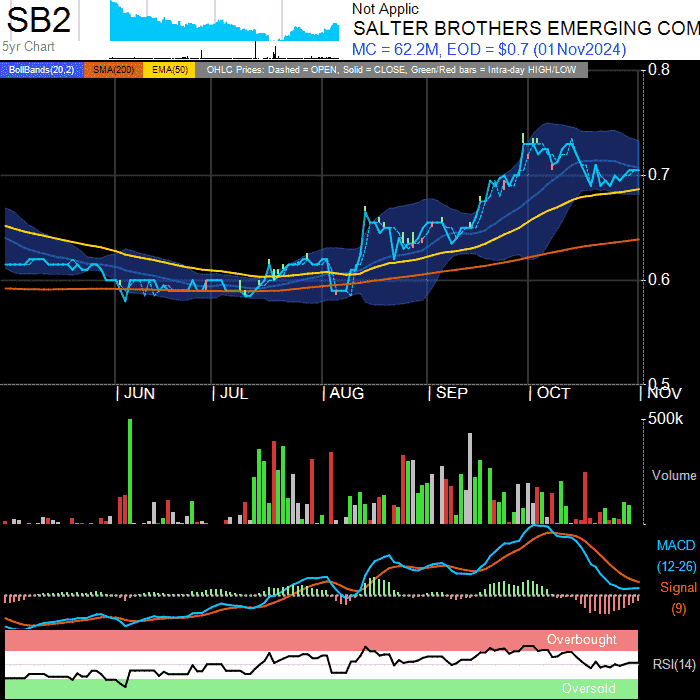 SB2
5yr Chart
Not Applic
SALTER BROTHERS EMERGING COM
MC = 62.2M, EOD = $0.7 (01Nov2024)
BollBands(20,2) SMA(200) EMA(50) OHLC Prices: Dashed = OPEN, Solid = CLOSE, Green/Red bars = Intra-day HIGH/LOW
0.8
0.7
0.6
0.5
JUN JUL AUG SEP OCT NOV
500k
Volume
MACD
(12-26)
Signal
(9)
Overbought
RSI(14)
Oversold